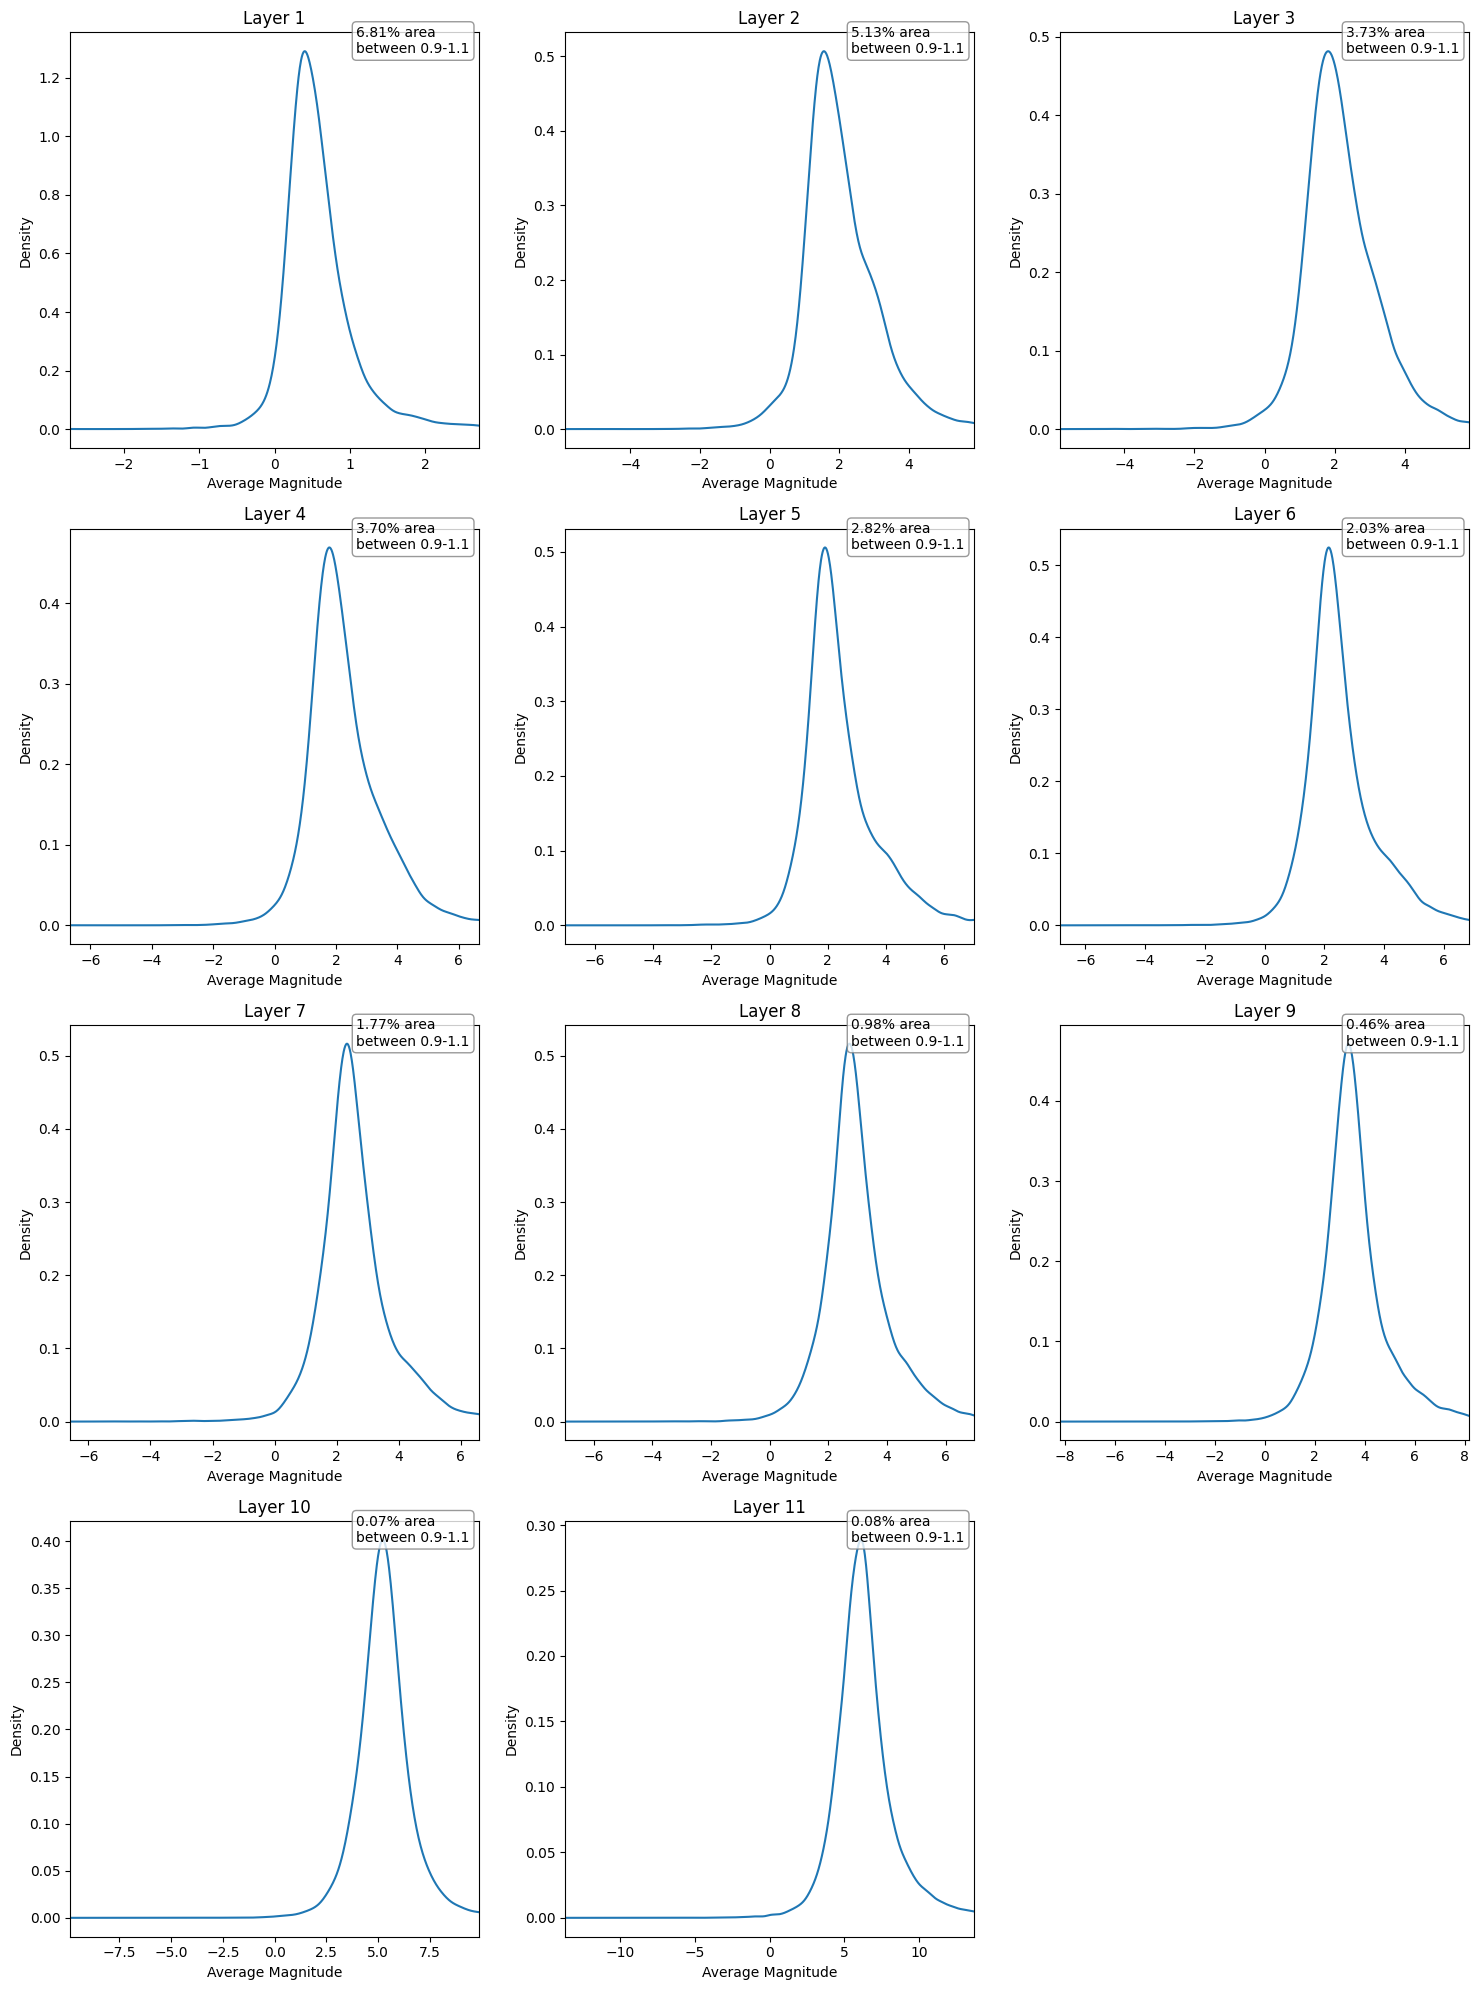 Layer 1
6.81% area
between 0.9-1.1
1.2
1.0
0.8
0.6
0.4
0.2
0.0
Density
−2 −1 0 1 2
Average Magnitude
Layer 2
5.13% area
between 0.9-1.1
0.5
0.4
0.3
0.2
0.1
0.0
Density
−4 −2 0 2 4
Average Magnitude
Layer 3
3.73% area
between 0.9-1.1
0.5
0.4
0.3
0.2
0.1
0.0
Density
−4 −2 0 2 4
Average Magnitude
Layer 4
3.70% area
between 0.9-1.1
0.4
0.3
0.2
0.1
0.0
Density
−6 −4 −2 0 2 4 6
Average Magnitude
Layer 5
2.82% area
between 0.9-1.1
0.5
0.4
0.3
0.2
0.1
0.0
Density
−6 −4 −2 0 2 4 6
Average Magnitude
Layer 6
2.03% area
between 0.9-1.1
0.5
0.4
0.3
0.2
0.1
0.0
Density
−6 −4 −2 0 2 4 6
Average Magnitude
Layer 7
1.77% area
between 0.9-1.1
0.5
0.4
0.3
0.2
0.1
0.0
Density
−6 −4 −2 0 2 4 6
Average Magnitude
Layer 8
0.98% area
between 0.9-1.1
0.5
0.4
0.3
0.2
0.1
0.0
Density
−6 −4 −2 0 2 4 6
Average Magnitude
Layer 9
0.46% area
between 0.9-1.1
0.4
0.3
0.2
0.1
0.0
Density
−8 −6 −4 −2 0 2 4 6 8
Average Magnitude
Layer 10
0.07% area
between 0.9-1.1
0.40
0.35
0.30
0.25
0.20
0.15
0.10
0.05
0.00
Density
−7.5 −5.0 −2.5 0.0 2.5 5.0 7.5
Average Magnitude
Layer 11
0.08% area
between 0.9-1.1
0.30
0.25
0.20
0.15
0.10
0.05
0.00
Density
−10 −5 0 5 10
Average Magnitude